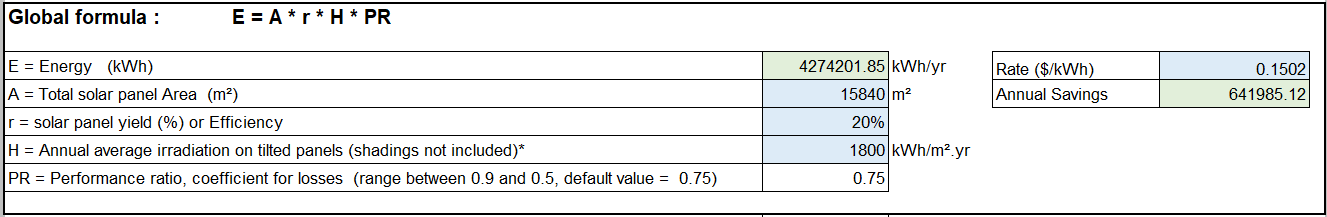 Global formula : E = A * r * H * PR
E = Energy (kWh) 4274201.85 kWh/yr Rate ($/kWh) 0.1502
A = Total solar panel Area (m²) 15840 m² Annual Savings 641985.12
r = solar panel yield (%) or Efficiency 20%
H = Annual average irradiation on tilted panels (shadings not included)* 1800 kWh/m².yr
PR = Performance ratio, coefficient for losses (range between 0.9 and 0.5, default value = 0.75) 0.75